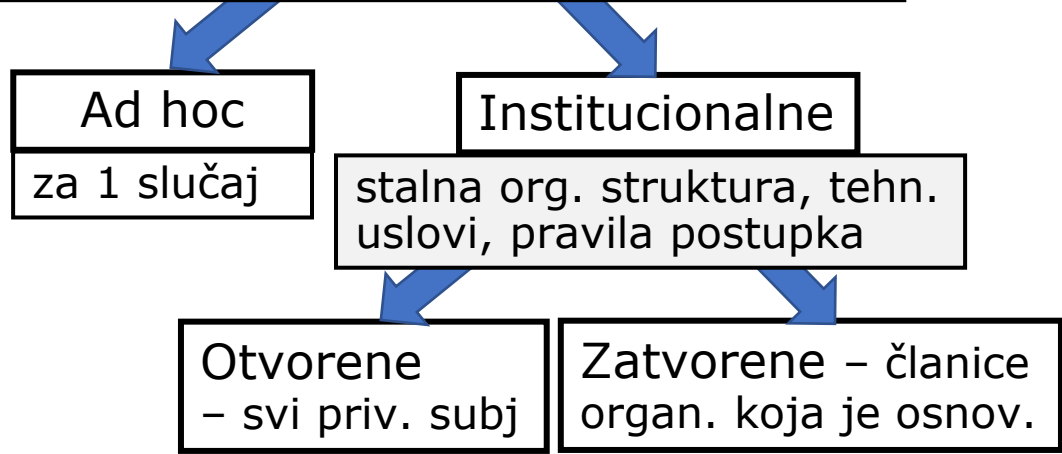 Ad hoc
za 1 slučaj
Institucionalne
stalna org. struktura, tehn.
uslovi, pravila postupka
Otvorene
– svi priv. subj
Zatvorene – članice
organ. koja je osnov.